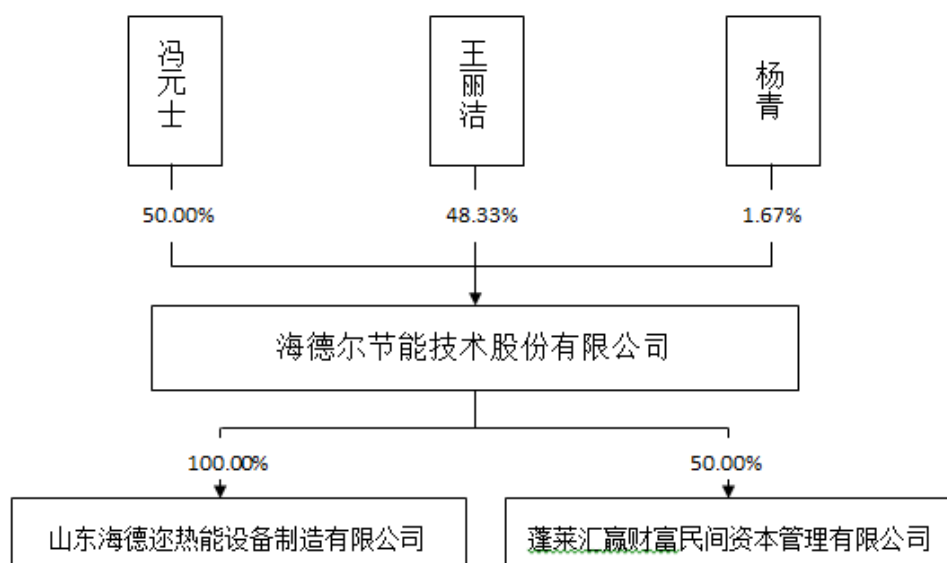 冯元士
王丽洁
杨青
50.00%
48.33%
1.67%
海德尔节能技术股份有限公司
100.00%
50.00%
山东海德迩热能设备制造有限公司
蓬莱汇赢财富民间资本管理有限公司